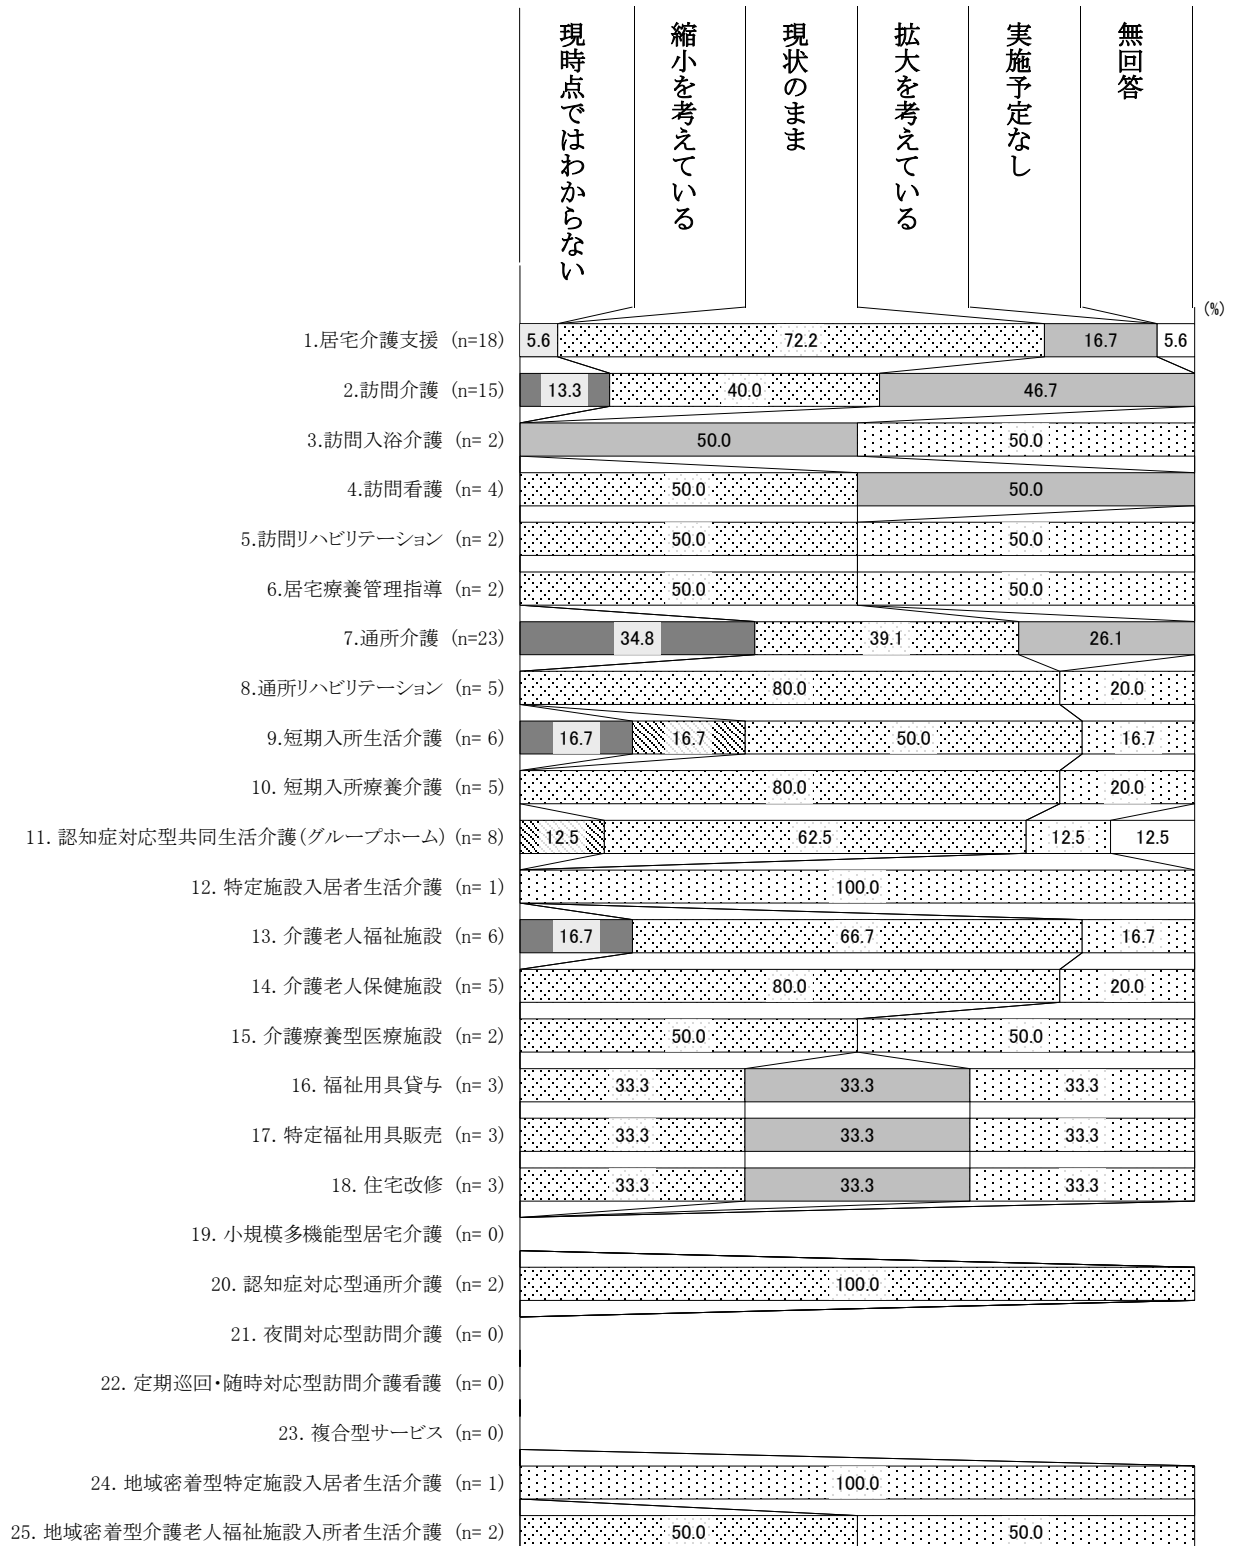 現時点ではわからない
縮小を考えている
現状のまま
拡大を考えている
実施予定なし
無回答
(%)
1.居宅介護支援 (n=18) 5.6 72.2 16.7 5.6
2.訪問介護 (n=15) 13.3 40.0 46.7
3.訪問入浴介護 (n= 2) 50.0 50.0
4.訪問看護 (n= 4) 50.0 50.0
5.訪問リハビリテーション (n= 2) 50.0 50.0
6.居宅療養管理指導 (n= 2) 50.0 50.0
7.通所介護 (n=23) 34.8 39.1 26.1
8.通所リハビリテーション (n= 5) 80.0 20.0
9.短期入所生活介護 (n= 6) 16.7 16.7 50.0 16.7
10. 短期入所療養介護 (n= 5) 80.0 20.0
11. 認知症対応型共同生活介護(グループホーム) (n= 8) 12.5 62.5 12.5 12.5
12. 特定施設入居者生活介護 (n= 1) 100.0
13. 介護老人福祉施設 (n= 6) 16.7 66.7 16.7
14. 介護老人保健施設 (n= 5) 80.0 20.0
15. 介護療養型医療施設 (n= 2) 50.0 50.0
16. 福祉用具貸与 (n= 3) 33.3 33.3 33.3
17. 特定福祉用具販売 (n= 3) 33.3 33.3 33.3
18. 住宅改修 (n= 3) 33.3 33.3 33.3
19. 小規模多機能型居宅介護 (n= 0)
20. 認知症対応型通所介護 (n= 2) 100.0
21. 夜間対応型訪問介護 (n= 0)
22. 定期巡回・随時対応型訪問介護看護 (n= 0)
23. 複合型サービス (n= 0)
24. 地域密着型特定施設入居者生活介護 (n= 1) 100.0
25. 地域密着型介護老人福祉施設入所者生活介護 (n= 2) 50.0 50.0